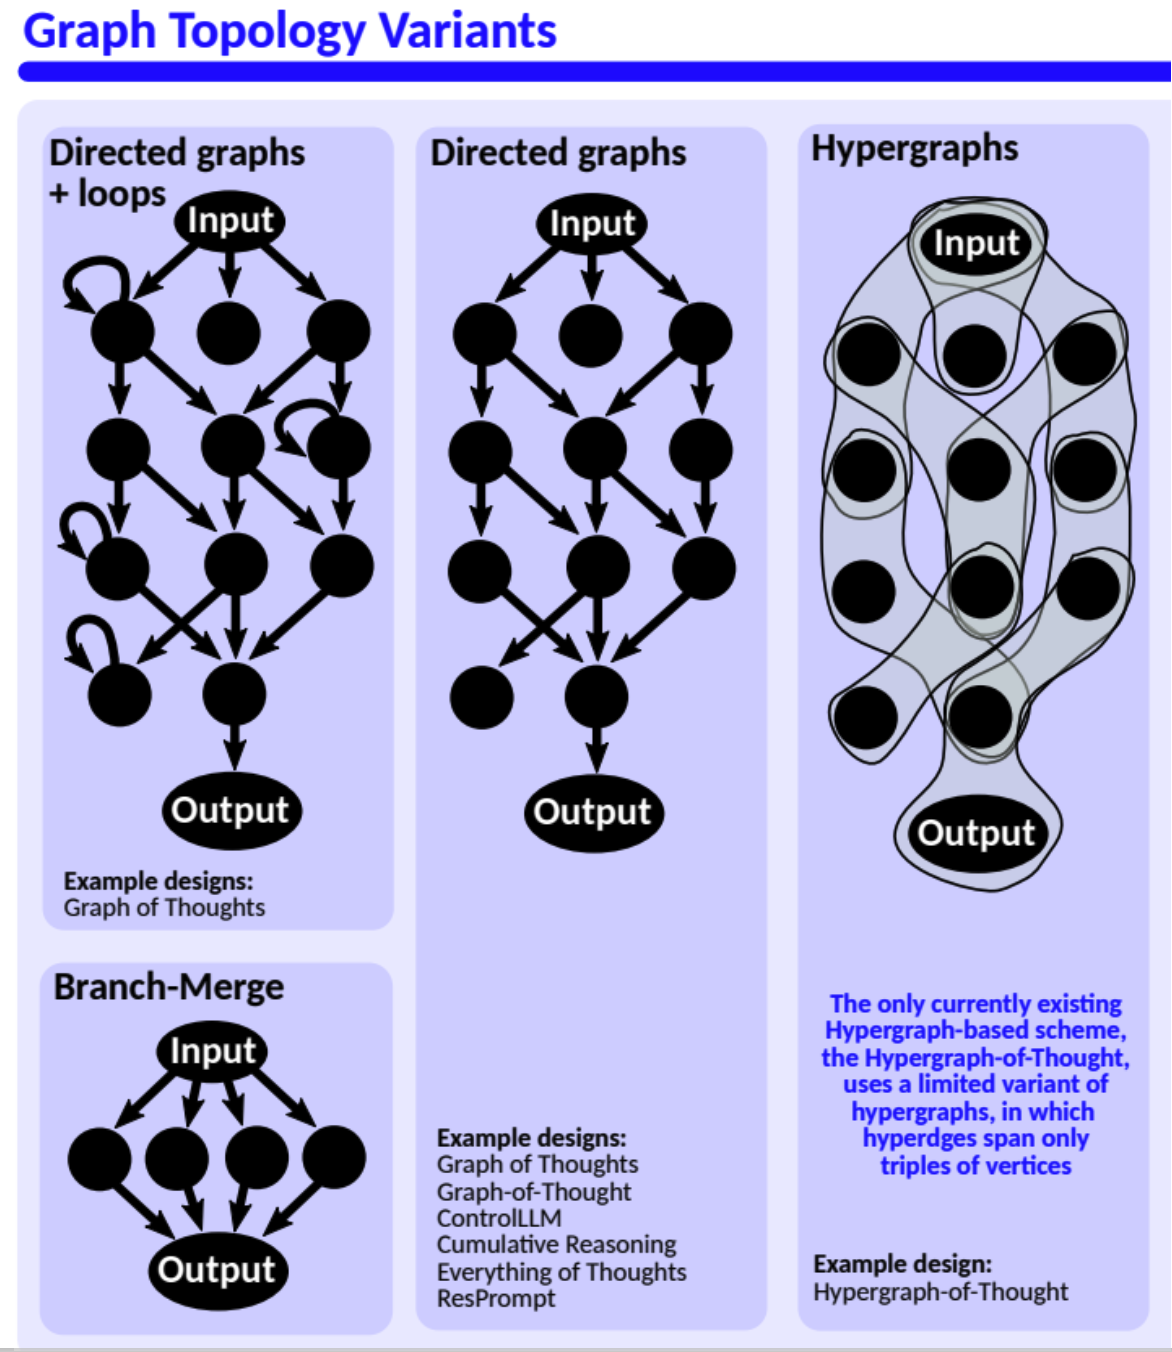 Graph Topology Variants
Directed graphs
+ loops
Input
Output
Example designs:
Graph of Thoughts
Branch-Merge
Input
Output
Directed graphs
Input
Output
Example designs:
Graph of Thoughts
Graph-of-Thought
ControlLLM
Cumulative Reasoning
Everything of Thoughts
ResPrompt
Hypergraphs
Input
Output
The only currently existing
Hypergraph-based scheme,
the Hypergraph-of-Thought,
uses a limited variant of
hypergraphs, in which
hyperdges span only
triples of vertices
Example design:
Hypergraph-of-Thought